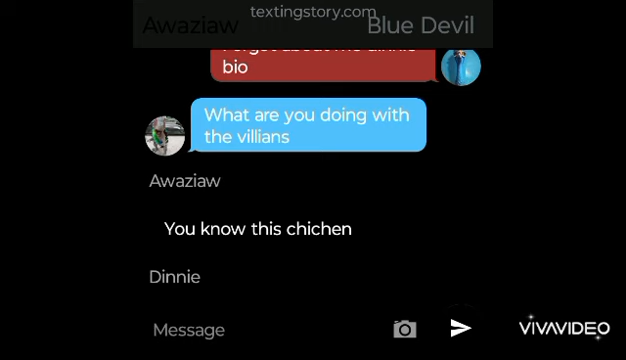 textingstory.com
Awaziaw
Blue Devil
bio
What are you doing with
the villians
Awaziaw
You know this chichen
Dinnie
Message
VIVAVIDEO